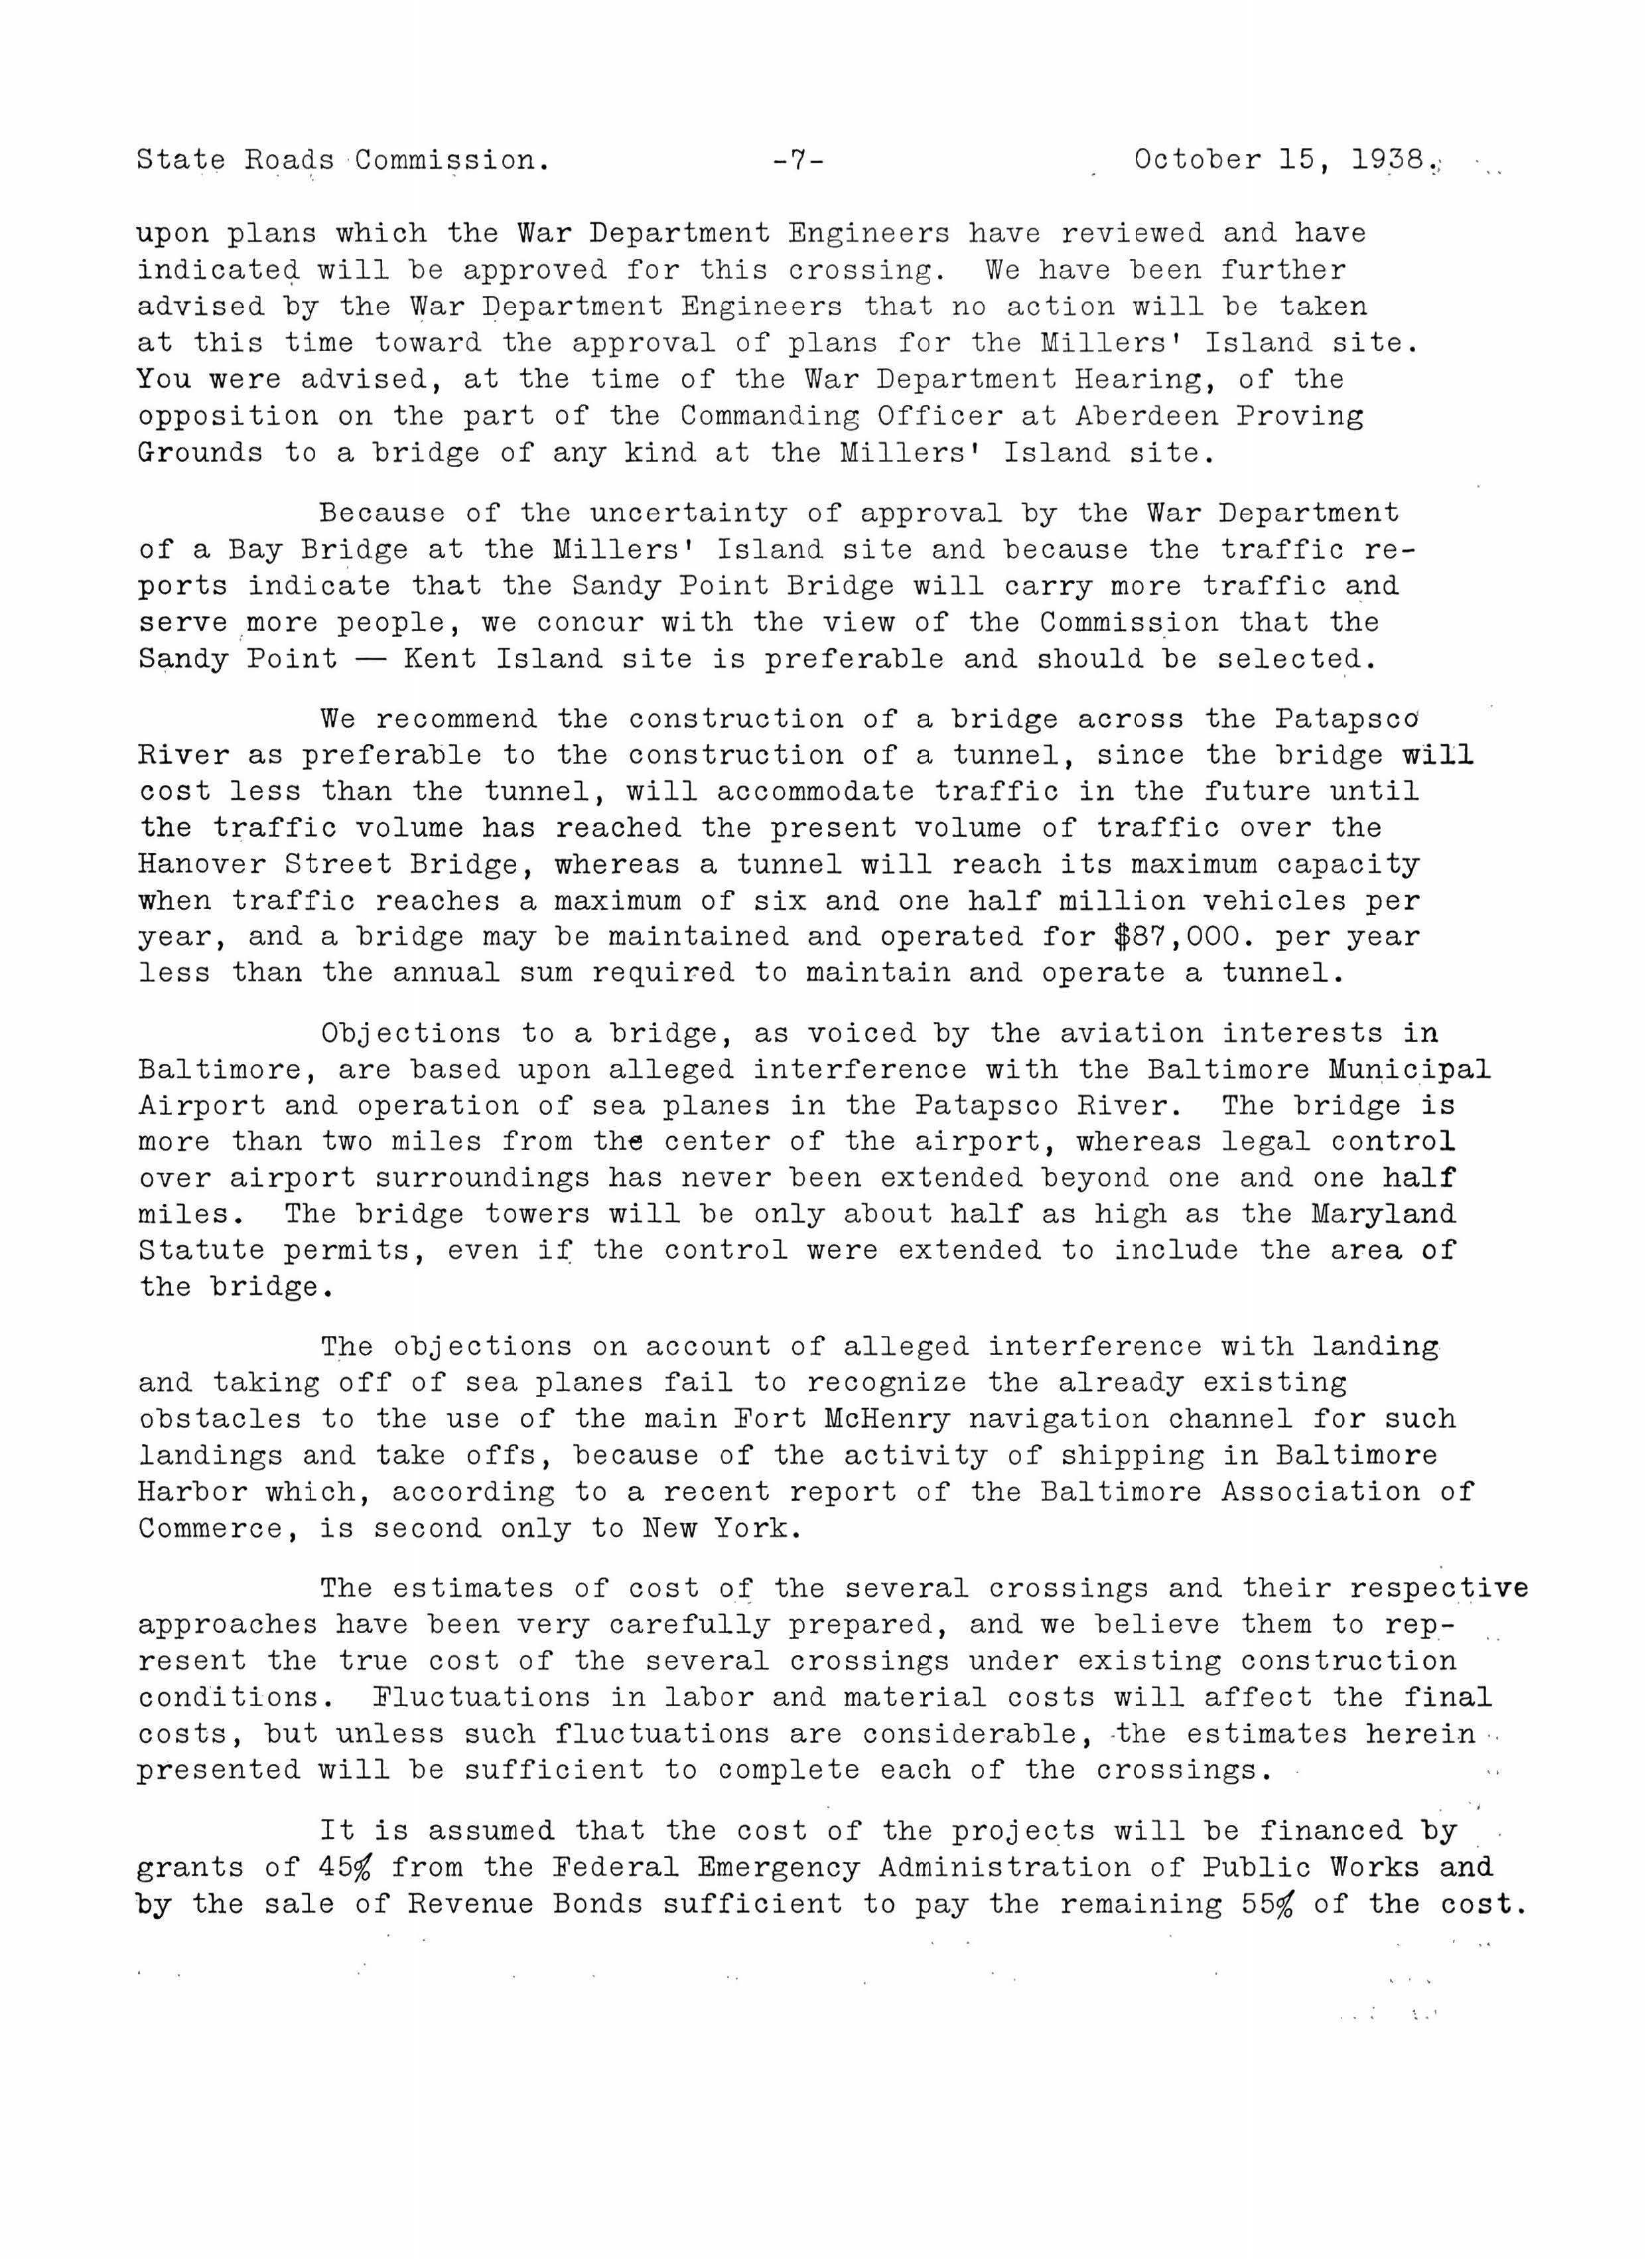 State Roads Commission. -7- October 15, 1938.
upon plans which the War Department Engineers have reviewed and have
indicated will be approved for this crossing. We have been further
advised by the War Department Engineers that no action will be taken
at this time toward the approval of plans for the Millers' Island site.
You were advised, at the time of the War Department Hearing, of the
opposition on the part of the Commanding Officer at Aberdeen Proving
Grounds to a bridge of any kind at the Millers' Island site.
Because of the uncertainty of approval by the War Department
of a Bay Bridge at the Millers' Island site and because the traffic re-
ports indicate that the Sandy Point Bridge will carry more traffic and
serve more people, we concur with the view of the Commission that the
Sandy Point — Kent Island site is preferable and should be selected.
We recommend the construction of a bridge across the Patapsco
River as preferable to the construction of a tunnel, since the bridge will
cost less than the tunnel, will accommodate traffic in the future until
the traffic volume has reached the present volume of traffic over the
Hanover Street Bridge, whereas a tunnel will reach its maximum capacity
when traffic reaches a maximum of six and one half million vehicles per
year, and a bridge may be maintained and operated for $87,000. per year
less than the annual sum required to maintain and operate a tunnel.
Objections to a bridge, as voiced by the aviation interests in
Baltimore, are based upon alleged interference with the Baltimore Municipal
Airport and operation of sea planes in the Patapsco River. The bridge is
more than two miles from the center of the airport, whereas legal control
over airport surroundings has never been extended beyond one and one half
miles. The bridge towers will be only about half as high as the Maryland
Statute permits, even if the control were extended to include the area of
the bridge.
The objections on account of alleged interference with landing
and taking off of sea planes fail to recognize the already existing
obstacles to the use of the main Fort McHenry navigation channel for such
landings and take offs, because of the activity of shipping in Baltimore
Harbor which, according to a recent report of the Baltimore Association of
Commerce, is second only to New York.
The estimates of cost of the several crossings and their respective
approaches have been very carefully prepared, and we believe them to rep-
resent the true cost of the several crossings under existing construction
conditions. Fluctuations in labor and material costs will affect the final
costs, but unless such fluctuations are considerable, the estimates herein
presented will be sufficient to complete each of the crossings.
It is assumed that the cost of the projects will be financed by
grants of 45% from the Federal Emergency Administration of Public Works and
by the sale of Revenue Bonds sufficient to pay the remaining 55% of the cost.